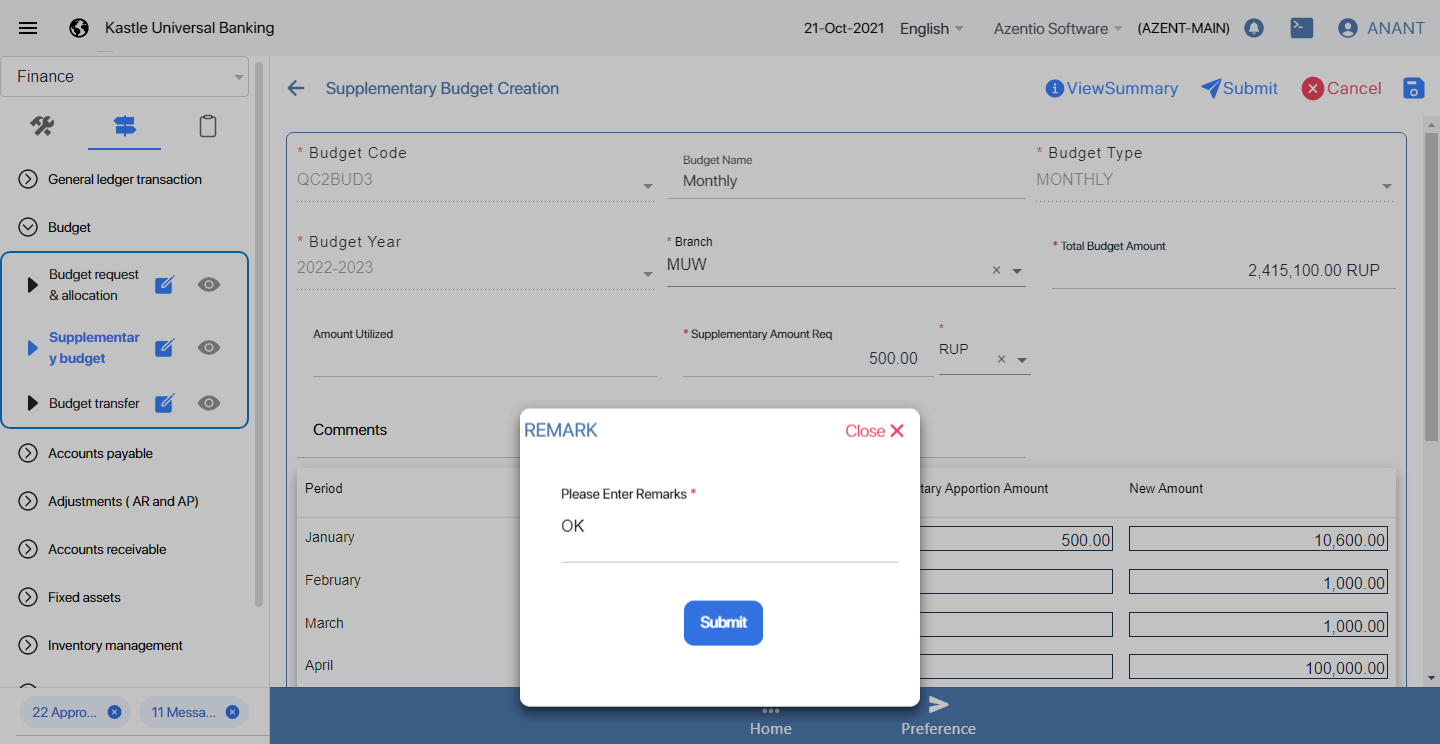 Kastle Universal Banking
21-Oct-2021
English
Azentio Software
(AZENT-MAIN)
ANANT
Finance
General ledger transaction
Budget
Budget request
& allocation
Supplementar
y budget
Budget transfer
Accounts payable
Adjustments ( AR and AP)
Accounts receivable
Fixed assets
Inventory management
22 Appro...
11 Messa...
Supplementary Budget Creation
ViewSummary
Submit
Cancel
* Budget Code
QC2BUD3
Budget Name
Monthly
* Budget Type
MONTHLY
* Budget Year
2022-2023
* Branch
MUW
* Total Budget Amount
2,415,100.00 RUP
Amount Utilized
* Supplementary Amount Req
500.00
*
RUP
Comments
Period
tary Apportion Amount
New Amount
January
500.00
10,600.00
February
1,000.00
March
1,000.00
April
100,000.00
REMARK
Close
Please Enter Remarks *
OK
Submit
Home
Preference